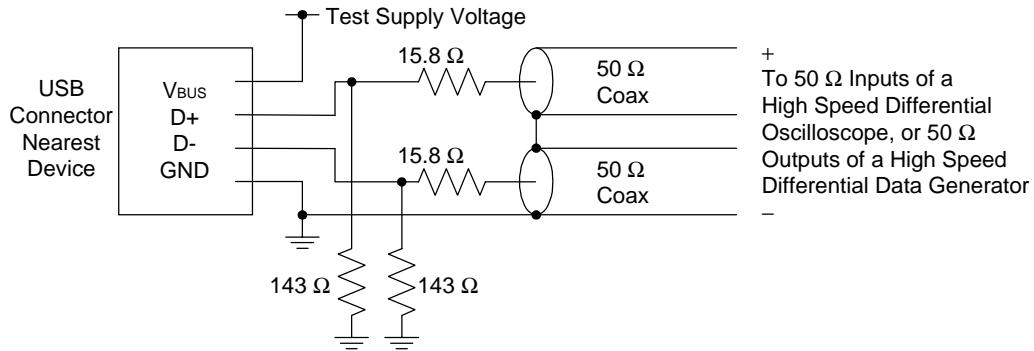 Test Supply Voltage
USB
Connector
Nearest
Device
VBUS
D+
D-
GND
15.8 Ω
15.8 Ω
143 Ω
143 Ω
50 Ω
Coax
50 Ω
Coax
+
To 50 Ω Inputs of a
High Speed Differential
Oscilloscope, or 50 Ω
Outputs of a High Speed
Differential Data Generator
−